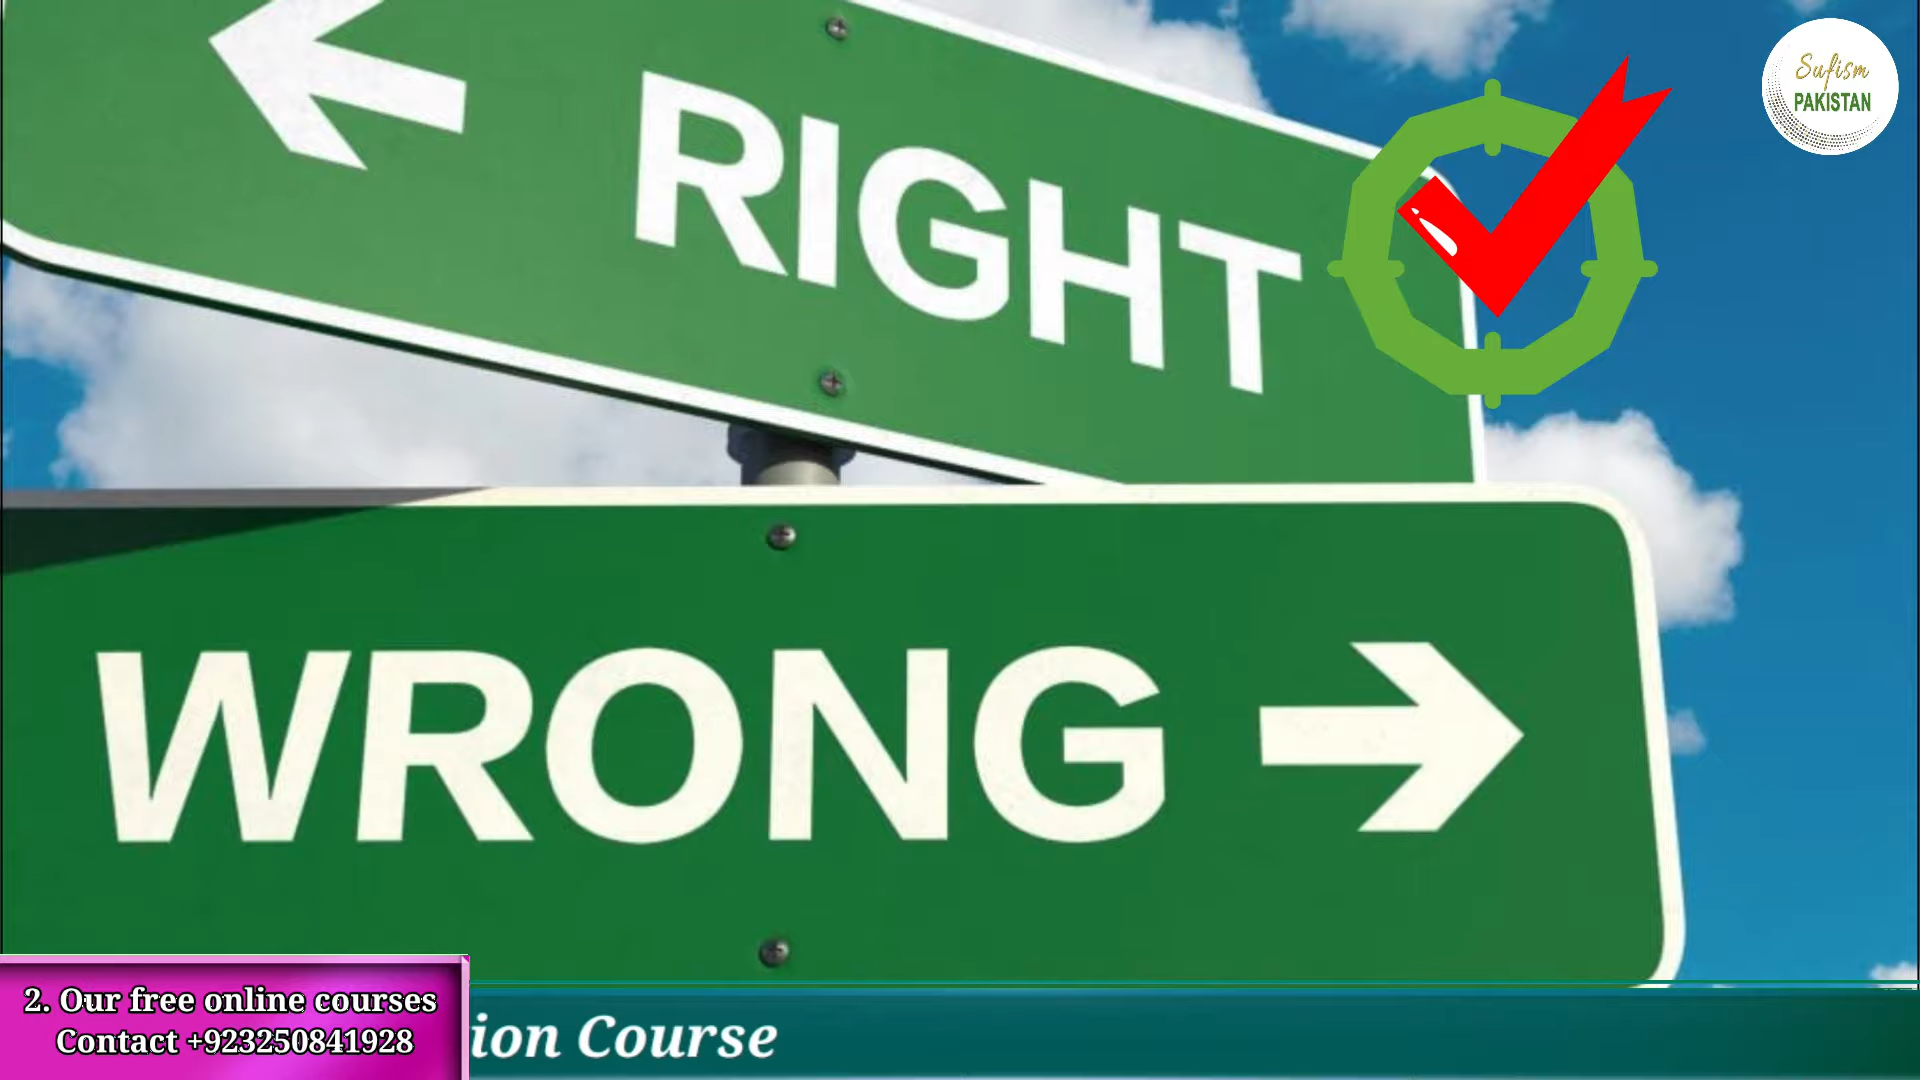 RIGHT
Sufism
PAKISTAN
WRONG
2. Our free online courses
Contact +923250841928
ion Course